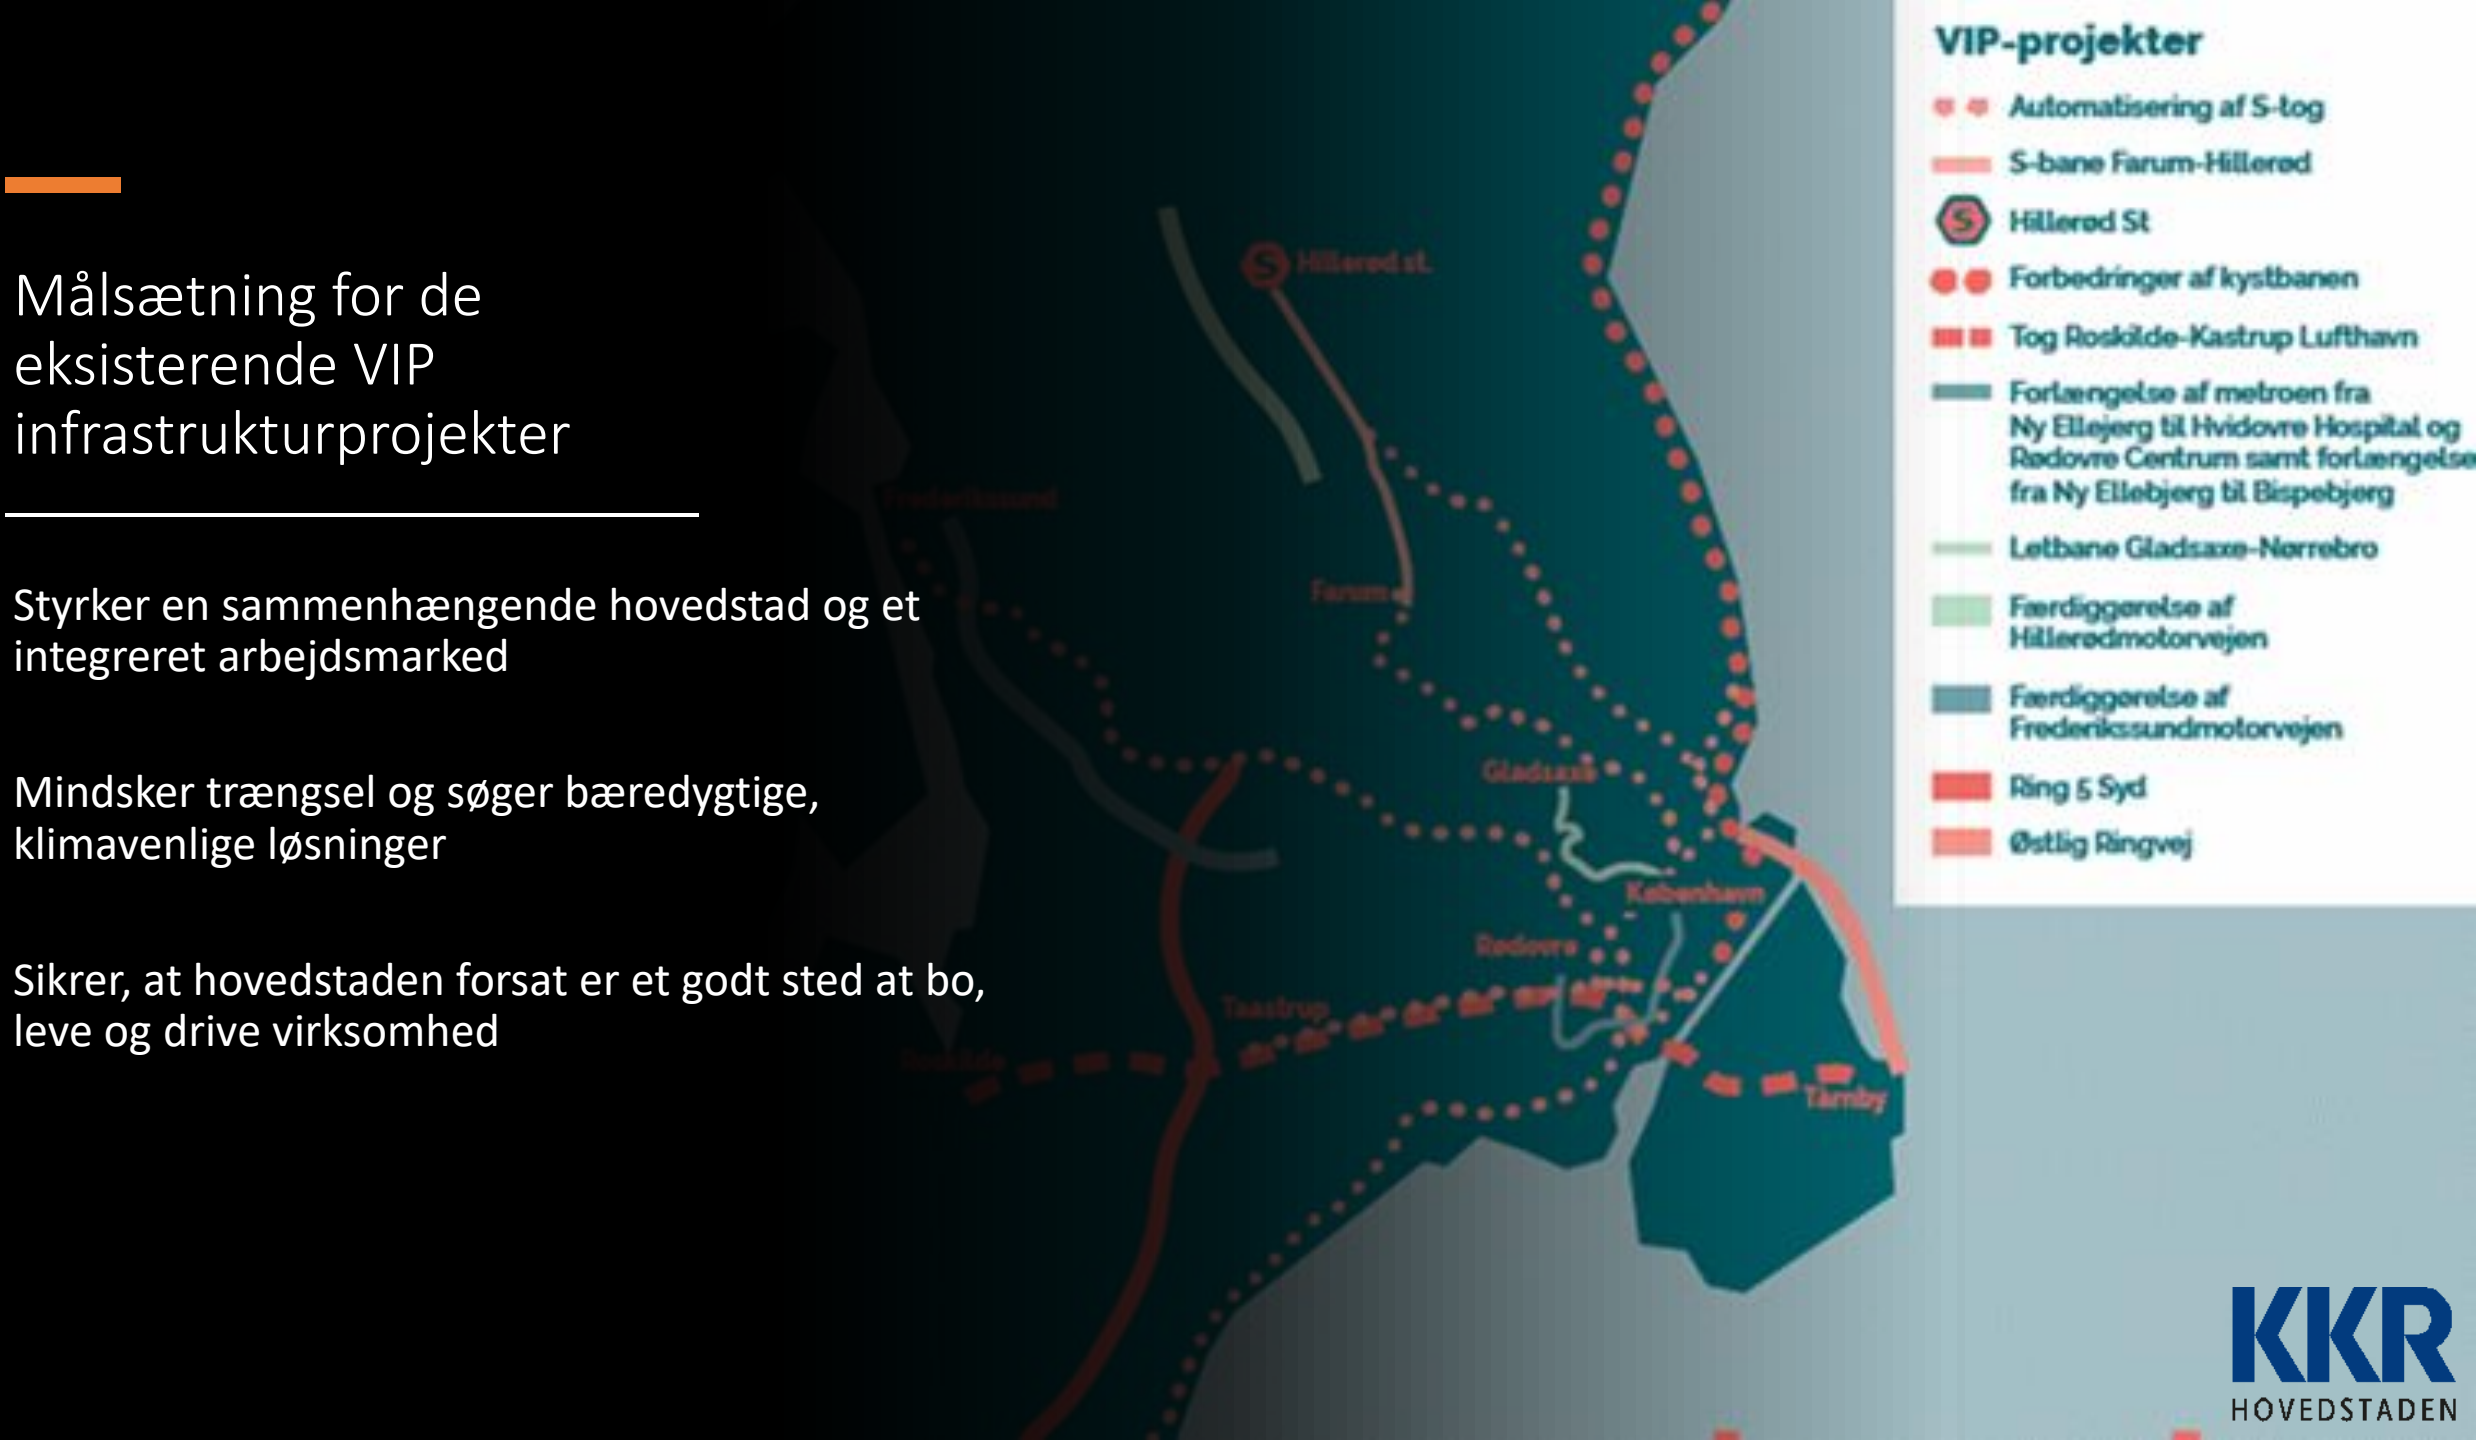 Målsætning for de
eksisterende VIP
infrastrukturprojekter
Styrker en sammenhængende hovedstad og et
integreret arbejdsmarked
Mindsker trængsel og søger bæredygtige,
klimavenlige løsninger
Sikrer, at hovedstaden forsat er et godt sted at bo,
leve og drive virksomhed
Hillerød st.
Frederikssund
Farum
Gladsaxe
København
Rødovre
Taastrup
Roskilde
Tårnby
VIP-projekter
Automatisering af S-tog
S-bane Farum-Hillerød
S
Hillerød St
Forbedringer af kystbanen
Tog Roskilde-Kastrup Lufthavn
Forlængelse af metroen fra
Ny Ellejerg til Hvidovre Hospital og
Rødovre Centrum samt forlængelse
fra Ny Ellebjerg til Bispebjerg
Letbane Gladsaxe-Nørrebro
Færdiggørelse af
Hillerødmotorvejen
Færdiggørelse af
Frederikssundmotorvejen
Ring 5 Syd
Østlig Ringvej
KKR
HOVEDSTADEN